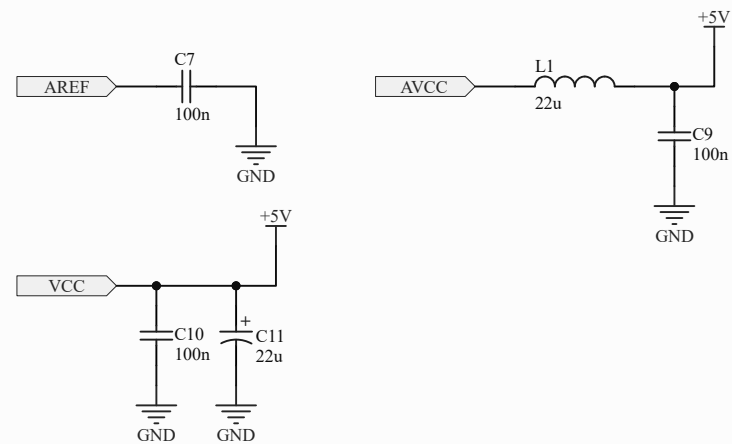 C7
AREF
100n
GND
+5V
L1
AVCC
22u
C9
100n
GND
+5V
VCC
+
C10
100n
C11
22u
GND
GND